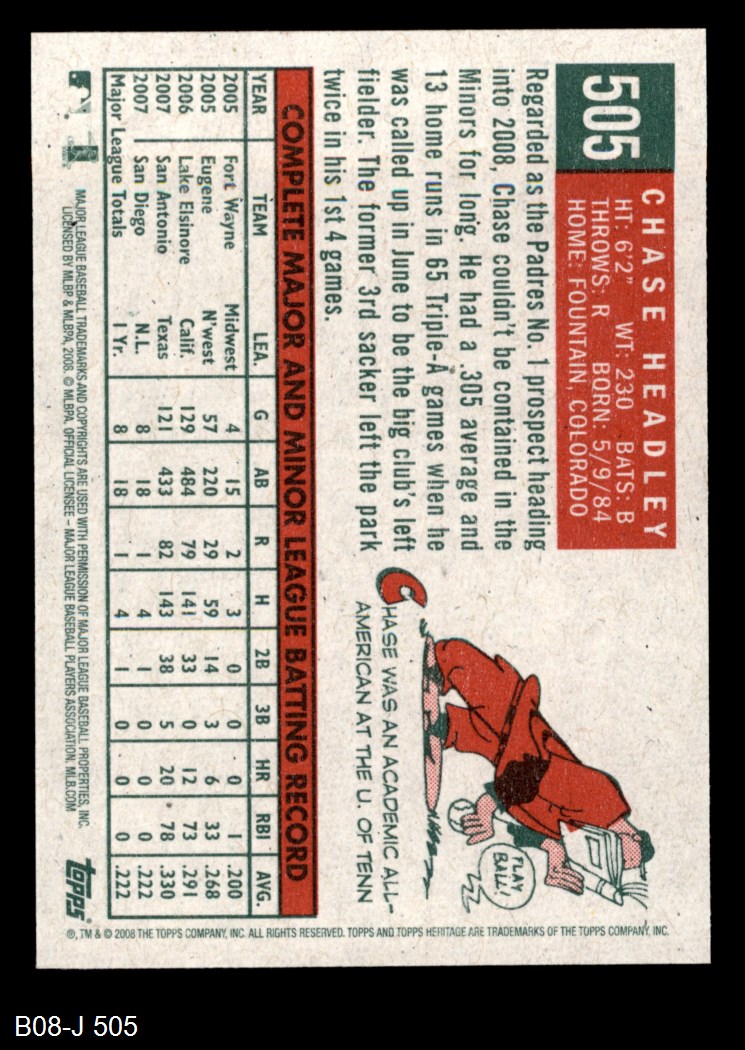 505
CHASE HEADLEY
HT: 6'2" WT: 230 BATS: B
THROWS: R BORN: 5/9/84
HOME: FOUNTAIN, COLORADO
Regarded as the Padres No. 1 prospect heading
into 2008, Chase couldn't be contained in the
Minors for long. He had a .305 average and
13 home runs in 65 Triple-A games when he
was called up in June to be the big club's left
fielder. The former 3rd sacker left the park
twice in his 1st 4 games.
PLAY
BALL!
CHASE WAS AN ACADEMIC ALL-
AMERICAN AT THE U. OF TENN
COMPLETE MAJOR AND MINOR LEAGUE BATTING RECORD
YEAR TEAM LEA. G AB R H 2B 3B HR RBI AVG.
2005 Fort Wayne Midwest 4 15 2 3 0 0 0 1 .200
2005 Eugene N'west 57 220 29 59 14 3 6 33 .268
2006 Lake Elsinore Calif. 129 484 79 141 33 0 12 73 .291
2007 San Antonio Texas 121 433 82 143 38 5 20 78 .330
2007 San Diego N.L. 8 18 1 4 1 0 0 0 .222
Major League Totals 1 Yr. 8 18 1 4 1 0 0 0 .222
MAJOR LEAGUE BASEBALL TRADEMARKS AND COPYRIGHTS ARE USED WITH PERMISSION OF MAJOR LEAGUE BASEBALL PROPERTIES, INC.
LICENSED BY MLBP & MLBPA, 2008. © MLBPA. OFFICIAL LICENSEE – MAJOR LEAGUE BASEBALL PLAYERS ASSOCIATION. MLB.COM
TOPPS
®, TM & © 2008 THE TOPPS COMPANY, INC. ALL RIGHTS RESERVED. TOPPS AND TOPPS HERITAGE ARE TRADEMARKS OF THE TOPPS COMPANY, INC.
B08-J 505